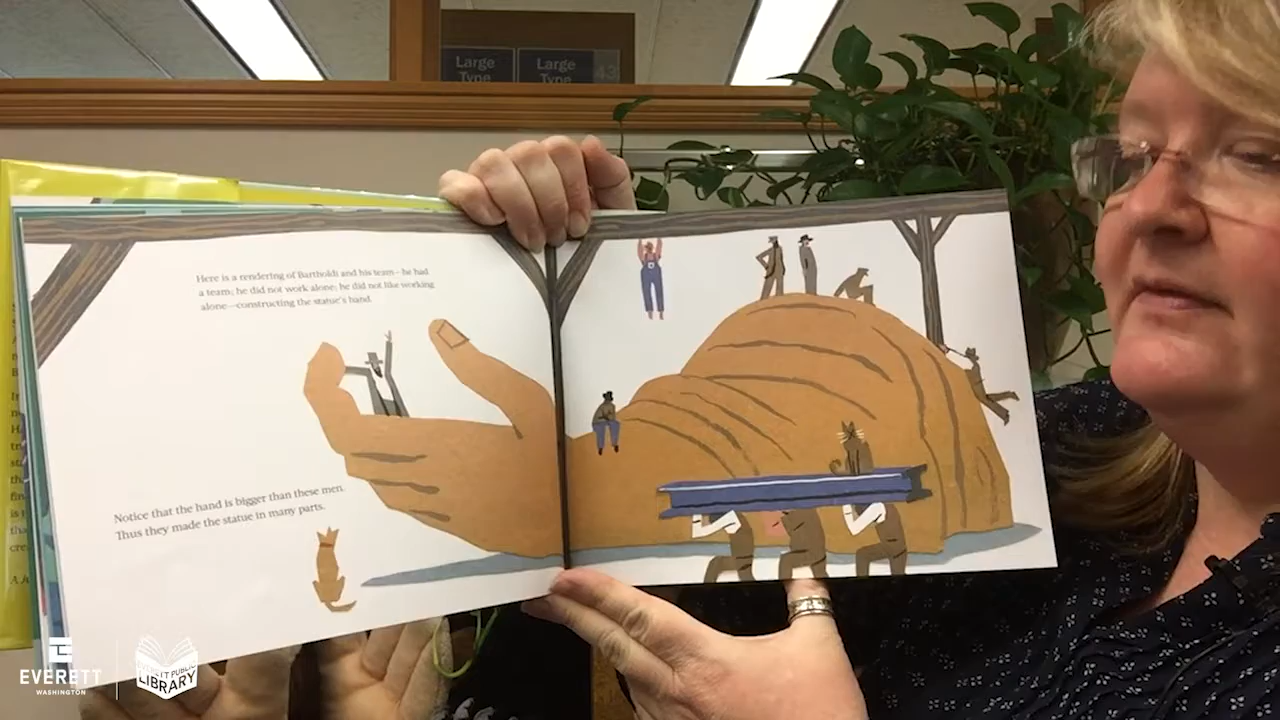 Large
Type
Large
Type
43
Here is a rendering of Bartholdi and his team—he had
a team; he did not work alone; he did not like working
alone—constructing the statue's hand.
Notice that the hand is bigger than these men.
Thus they made the statue in many parts.
EVERETT
WASHINGTON
EVERETT PUBLIC
LIBRARY